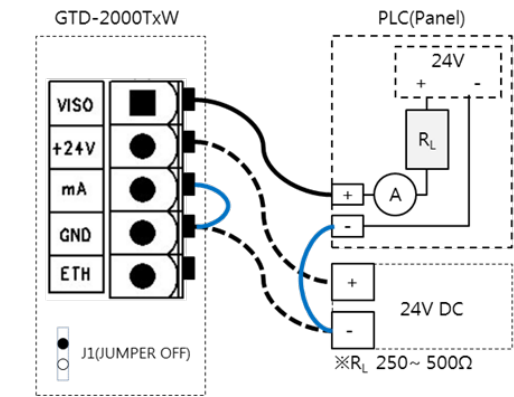 GTD-2000TxW
PLC(Panel)
24V
+ -
VISO
+24V
mA
GND
ETH
RL
+
A
-
+
24V DC
-
J1(JUMPER OFF)
※RL 250~ 500Ω